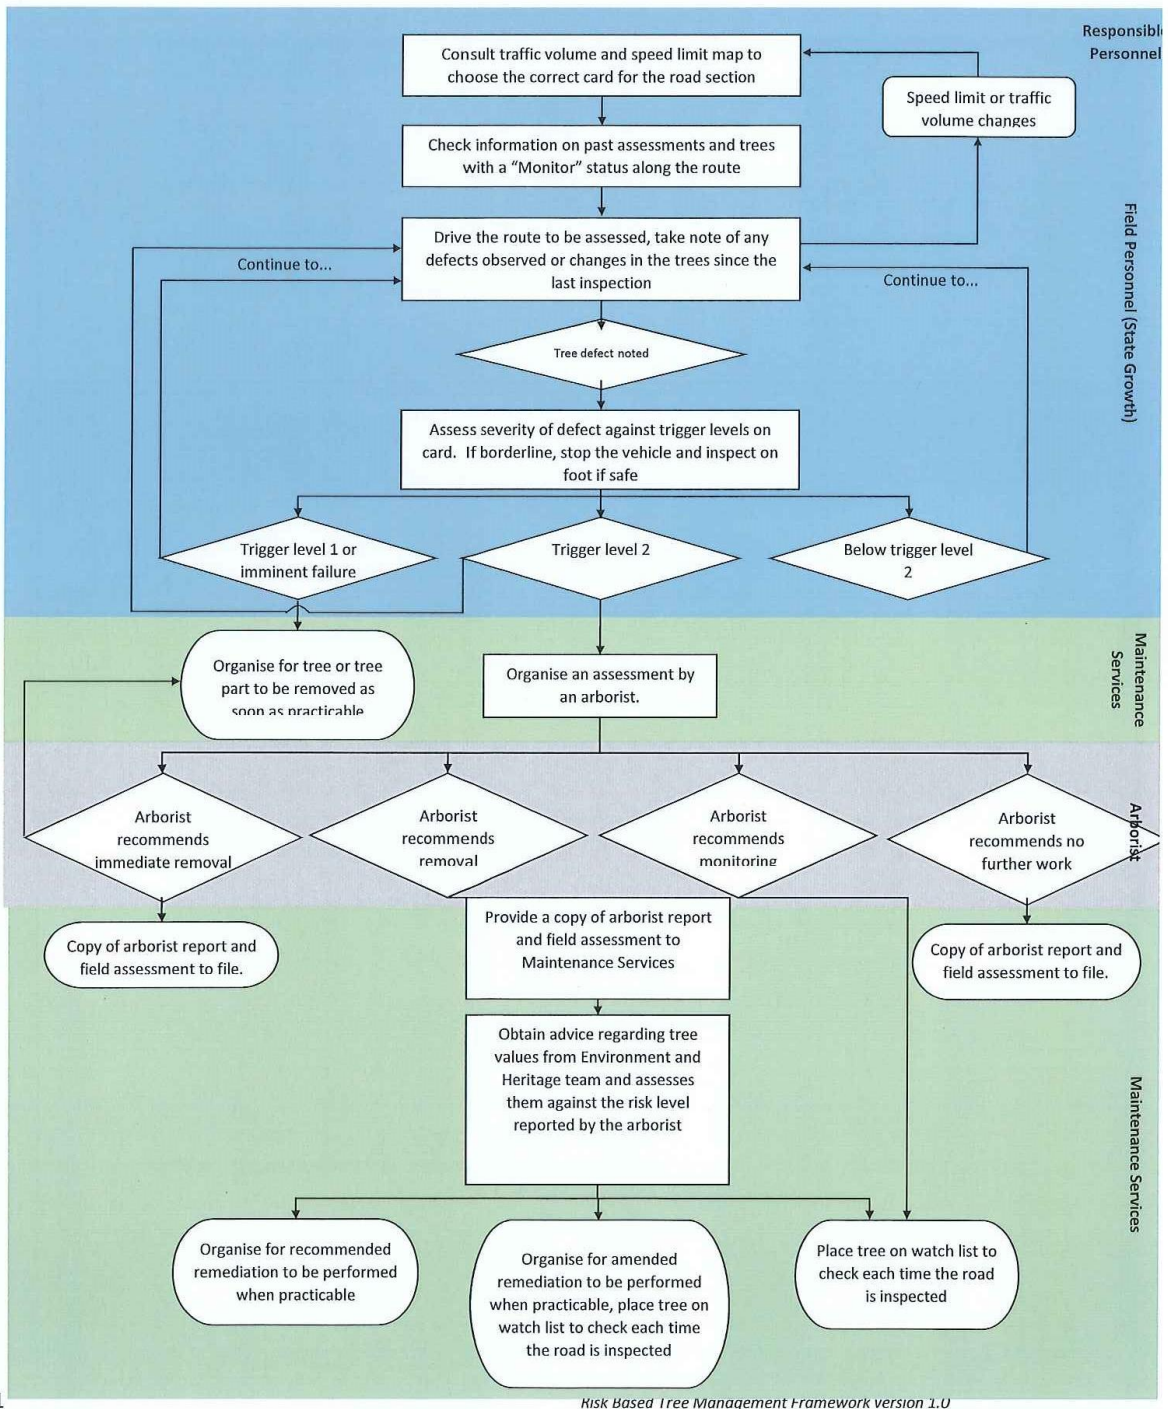 Responsible
Personnel
Consult traffic volume and speed limit map to
choose the correct card for the road section
Speed limit or traffic
volume changes
Check information on past assessments and trees
with a “Monitor” status along the route
Field Personnel (State Growth)
Drive the route to be assessed, take note of any
defects observed or changes in the trees since the
last inspection
Continue to...
Continue to...
Tree defect noted
Assess severity of defect against trigger levels on
card.  If borderline, stop the vehicle and inspect on
foot if safe
Trigger level 1 or
imminent failure
Trigger level 2
Below trigger level
2
Maintenance
Services
Organise for tree or tree
part to be removed as
soon as practicable
Organise an assessment by
an arborist.
Arborist
Arborist
recommends
immediate removal
Arborist
recommends
removal
Arborist
recommends
monitoring
Arborist
recommends no
further work
Copy of arborist report and
field assessment to file.
Provide a copy of arborist report
and field assessment to
Maintenance Services
Copy of arborist report and
field assessment to file.
Obtain advice regarding tree
values from Environment and
Heritage team and assesses
them against the risk level
reported by the arborist
Maintenance Services
Organise for recommended
remediation to be performed
when practicable
Organise for amended
remediation to be performed
when practicable, place tree on
watch list to check each time
the road is inspected
Place tree on watch list to
check each time the road
is inspected
Risk Based Tree Management Framework version 1.0